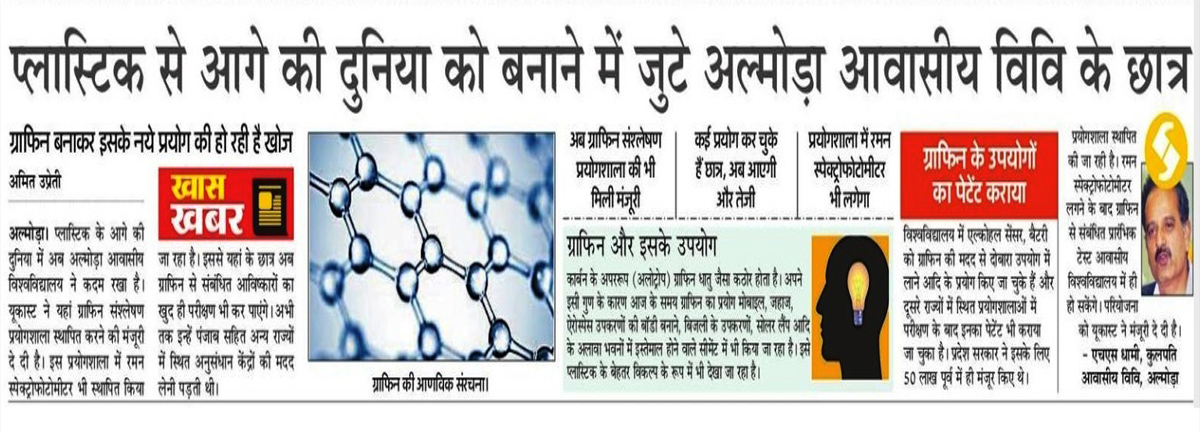 प्लास्टिक से आगे की दुनिया को बनाने में जुटे अल्मोड़ा आवासीय विवि के छात्र
ग्राफिन बनाकर इसके नये प्रयोग की हो रही है खोज
अमित उप्रेती
खास
खबर
अल्मोड़ा। प्लास्टिक के आगे की
दुनिया में अब अल्मोड़ा आवासीय
विश्वविद्यालय ने कदम रखा है।
यूकास्ट ने यहां ग्राफिन संश्लेषण
प्रयोगशाला स्थापित करने की मंजूरी
दे दी है। इस प्रयोगशाला में रमन
स्पेक्ट्रोफोटोमीटर भी स्थापित किया
जा रहा है। इससे यहां के छात्र अब
ग्राफिन से संबंधित आविष्कारों का
खुद ही परीक्षण भी कर पाएंगे। अभी
तक इन्हें पंजाब सहित अन्य राज्यों
में स्थित अनुसंधान केंद्रों की मदद
लेनी पड़ती थी।
ग्राफिन की आणविक संरचना।
अब ग्राफिन संश्लेषण
प्रयोगशाला की भी
मिली मंजूरी
कई प्रयोग कर चुके
हैं छात्र, अब आएगी
और तेजी
प्रयोगशाला में रमन
स्पेक्ट्रोफोटोमीटर
भी लगेगा
ग्राफिन और इसके उपयोग
कार्बन के अपररूप (अलोट्रोप) ग्राफिन धातु जैसा कठोर होता है। अपने
इसी गुण के कारण आज के समय ग्राफिन का प्रयोग मोबाइल, जहाज,
एरोस्पेस उपकरणों की बॉडी बनाने, बिजली के उपकरणों, सोलर लैंप आदि
के अलावा भवनों में इस्तेमाल होने वाले सीमेंट में भी किया जा रहा है। इसे
प्लास्टिक के बेहतर विकल्प के रूप में भी देखा जा रहा है।
ग्राफिन के उपयोगों
का पेटेंट कराया
विश्वविद्यालय में एल्कोहल सेंसर, बैटरी
को ग्राफिन की मदद से दोबारा उपयोग में
लाने आदि के प्रयोग किए जा चुके हैं और
दूसरे राज्यों में स्थित प्रयोगशालाओं में
परीक्षण के बाद इनका पेटेंट भी कराया
जा चुका है। प्रदेश सरकार ने इसके लिए
50 लाख पूर्व में ही मंजूर किए थे।
प्रयोगशाला स्थापित
की जा रही है। रमन
स्पेक्ट्रोफोटोमीटर
लगने के बाद ग्राफिन
से संबंधित प्रारंभिक
टेस्ट आवासीय
विश्वविद्यालय में ही
हो सकेंगे। परियोजना
को यूकास्ट ने मंजूरी दे दी है।
- एचएस धामी, कुलपति
आवासीय विवि, अल्मोड़ा